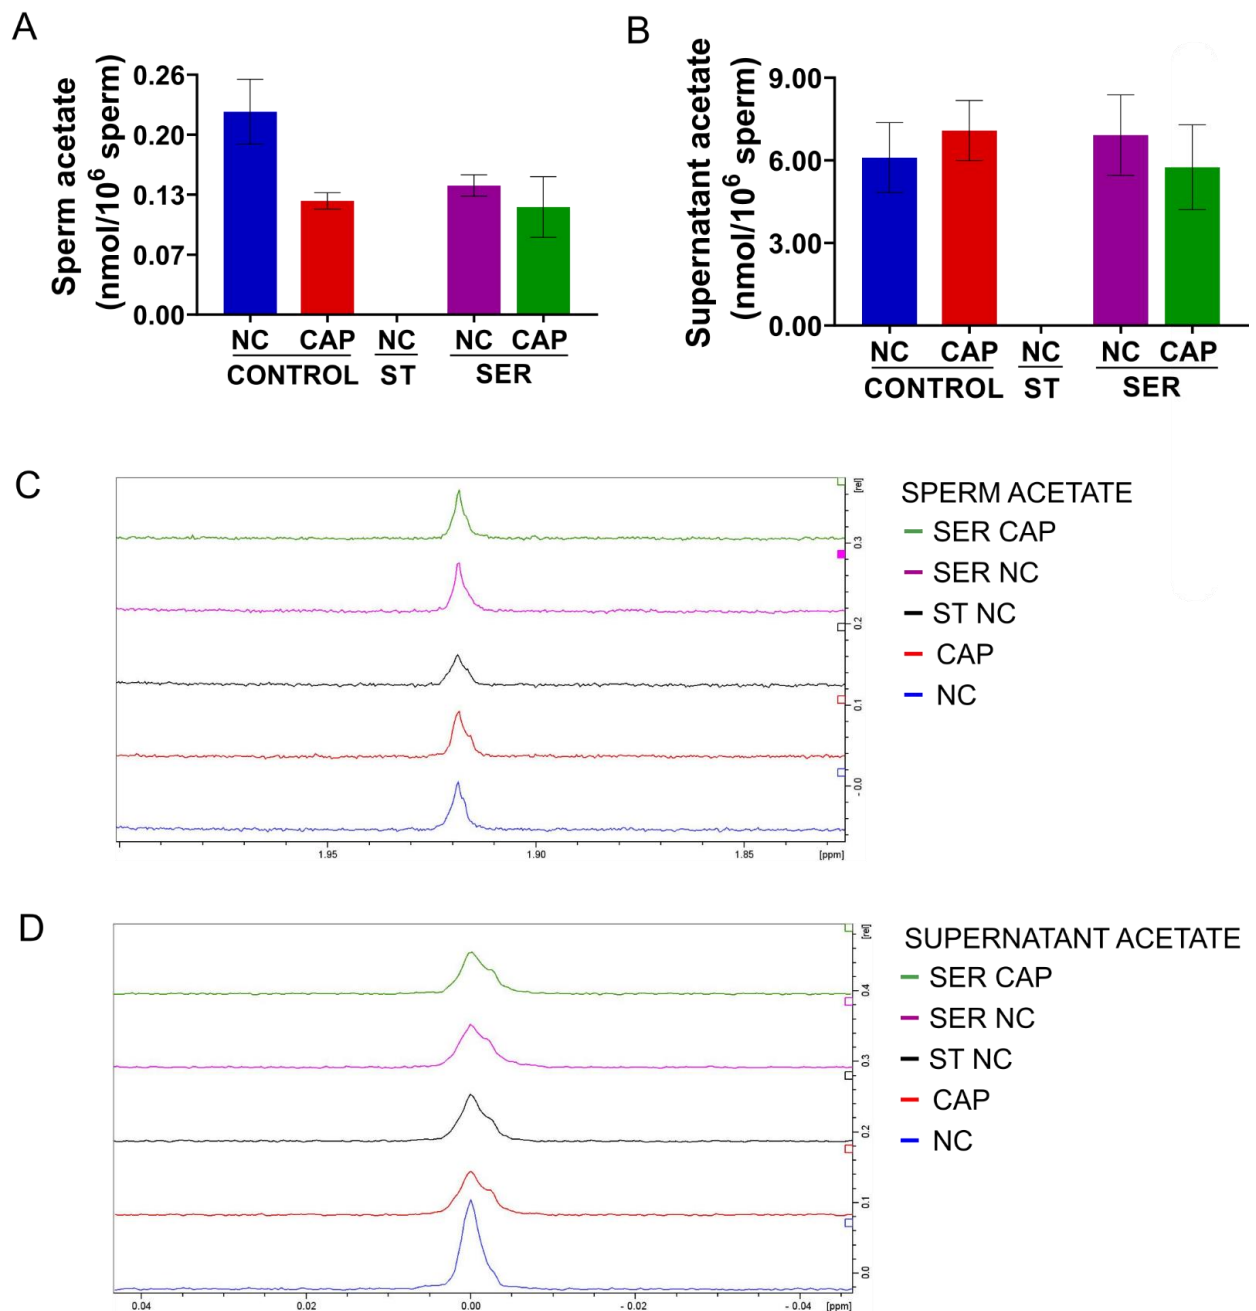 A
Sperm acetate
(nmol/10⁶ sperm)
0.26
0.20
0.13
0.07
0.00
NC CAP NC NC CAP
CONTROL ST SER
B
Supernatant acetate
(nmol/10⁶ sperm)
9.00
6.00
3.00
0.00
NC CAP NC NC CAP
CONTROL ST SER
C
[rel]
0.3
0.2
0.1
- 0.0
1.95 1.90 1.85 [ppm]
SPERM ACETATE
SER CAP
SER NC
ST NC
CAP
NC
D
[rel]
0.4
0.3
0.2
0.1
0.0
0.04 0.02 0.00 - 0.02 - 0.04 [ppm]
SUPERNATANT ACETATE
SER CAP
SER NC
ST NC
CAP
NC